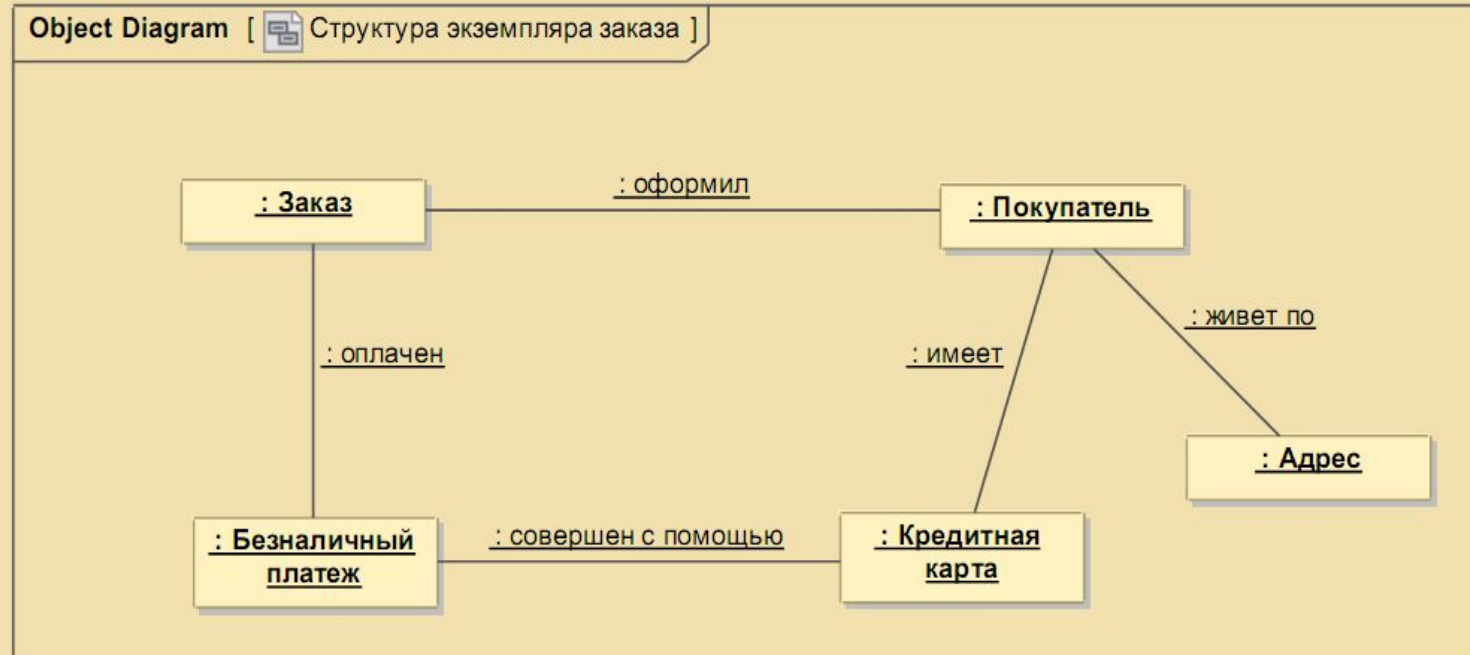 Object Diagram [ Структура экземпляра заказа ]
: Заказ
: оформил
: Покупатель
: оплачен
: имеет
: живет по
: Адрес
: Безналичный
платеж
: совершен с помощью
: Кредитная
карта